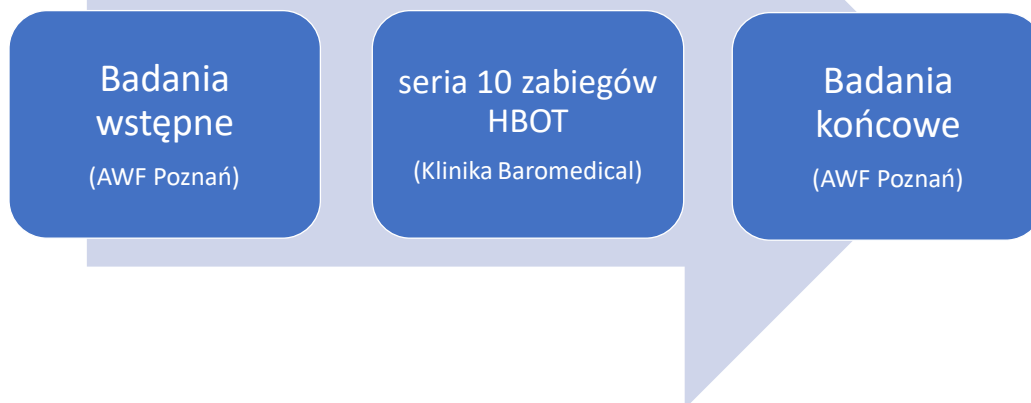 Badania
wstępne
(AWF Poznań)
seria 10 zabiegów
HBOT
(Klinika Baromedical)
Badania
końcowe
(AWF Poznań)